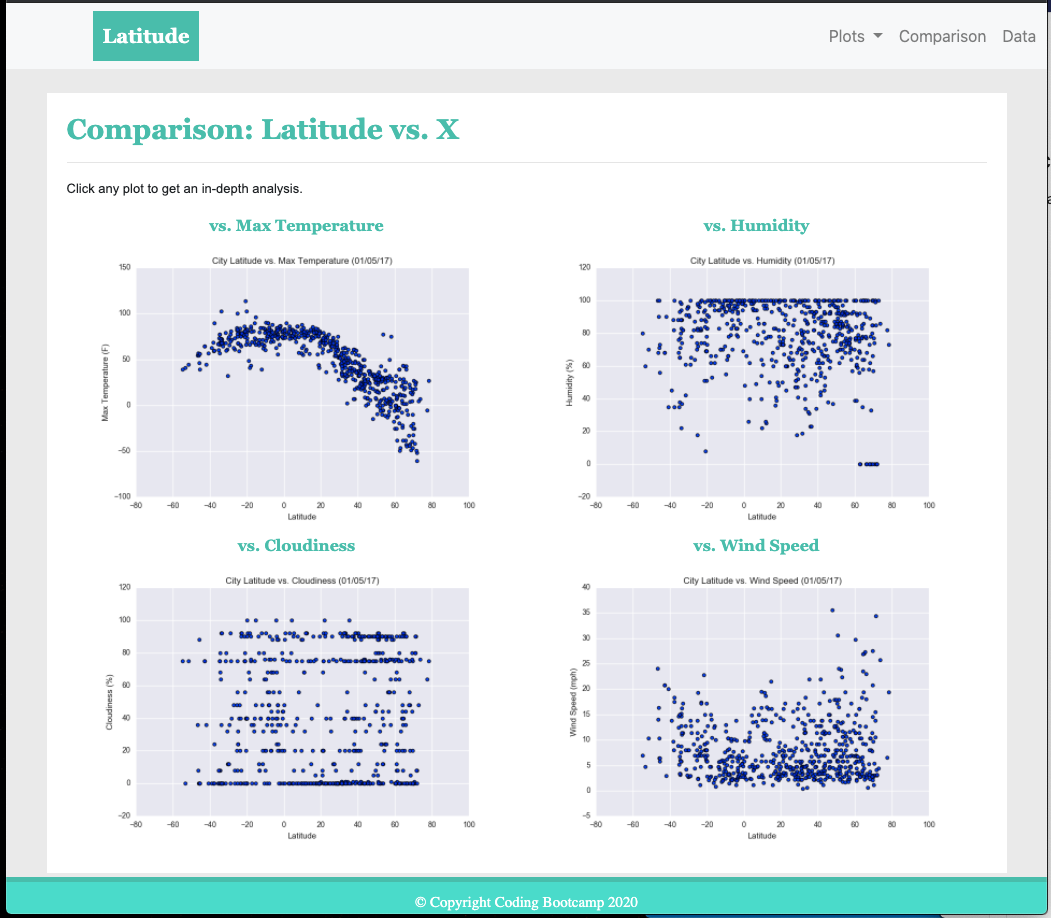 Latitude
Plots
Comparison
Data
Comparison: Latitude vs. X
Click any plot to get an in-depth analysis.
vs. Max Temperature
City Latitude vs. Max Temperature (01/05/17)
150
100
50
0
−50
−100
Max Temperature (F)
−80 −60 −40 −20 0 20 40 60 80 100
Latitude
vs. Humidity
City Latitude vs. Humidity (01/05/17)
120
100
80
60
40
20
0
−20
Humidity (%)
−80 −60 −40 −20 0 20 40 60 80 100
Latitude
vs. Cloudiness
City Latitude vs. Cloudiness (01/05/17)
120
100
80
60
40
20
0
−20
Cloudiness (%)
−80 −60 −40 −20 0 20 40 60 80 100
Latitude
vs. Wind Speed
City Latitude vs. Wind Speed (01/05/17)
40
35
30
25
20
15
10
5
0
−5
Wind Speed (mph)
−80 −60 −40 −20 0 20 40 60 80 100
Latitude
© Copyright Coding Bootcamp 2020